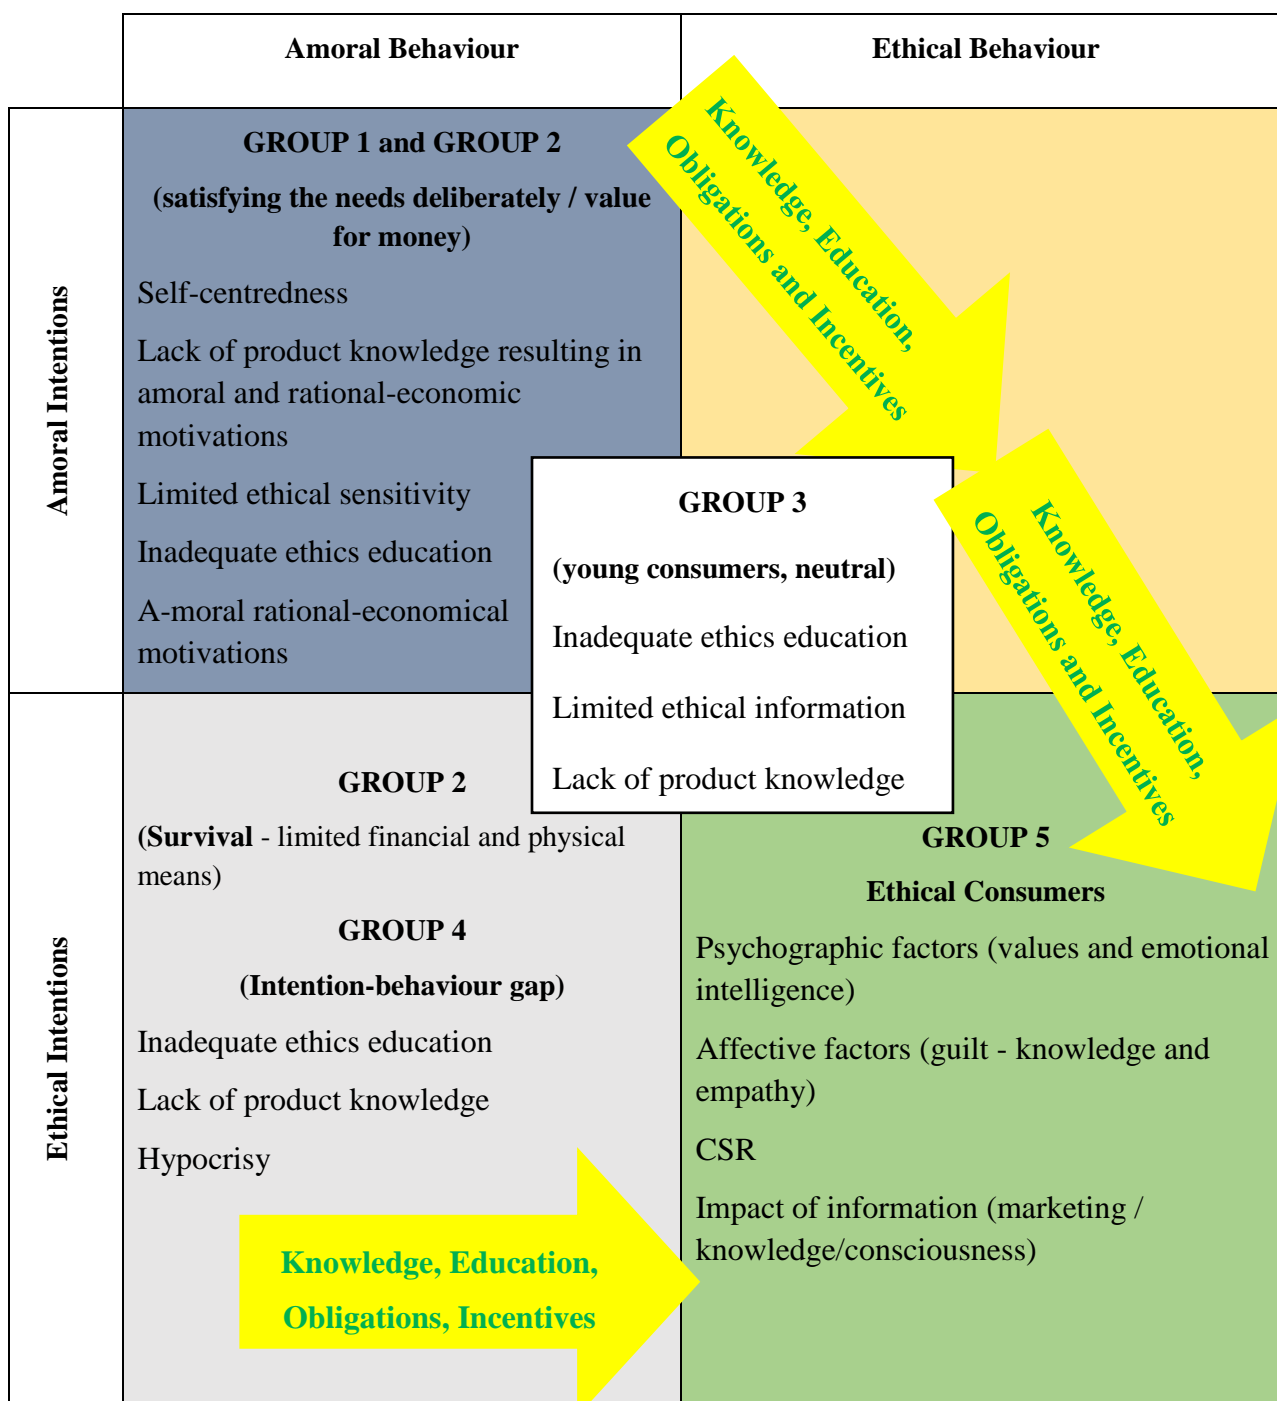 Amoral Behaviour
Ethical Behaviour
Amoral Intentions
GROUP 1 and GROUP 2
(satisfying the needs deliberately / value
for money)
Self-centredness
Lack of product knowledge resulting in
amoral and rational-economic
motivations
Limited ethical sensitivity
Inadequate ethics education
A-moral rational-economical
motivations
Knowledge, Education,
Obligations and Incentives
GROUP 3
(young consumers, neutral)
Inadequate ethics education
Limited ethical information
Lack of product knowledge
Knowledge, Education,
Obligations and Incentives
Ethical Intentions
GROUP 2
(Survival - limited financial and physical
means)
GROUP 4
(Intention-behaviour gap)
Inadequate ethics education
Lack of product knowledge
Hypocrisy
Knowledge, Education,
Obligations, Incentives
GROUP 5
Ethical Consumers
Psychographic factors (values and emotional
intelligence)
Affective factors (guilt - knowledge and
empathy)
CSR
Impact of information (marketing /
knowledge/consciousness)